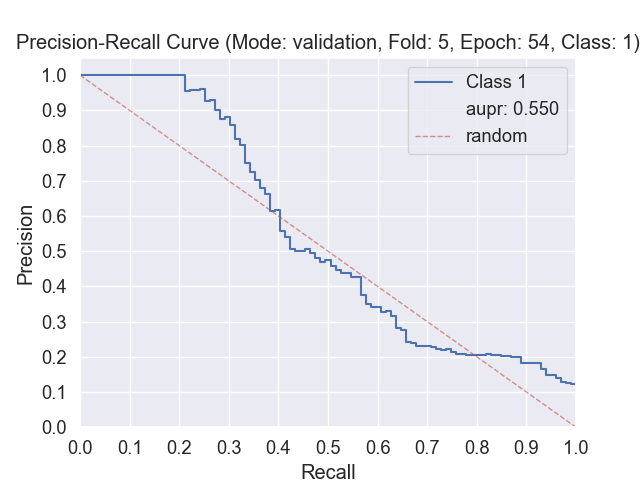 Precision-Recall Curve (Mode: validation, Fold: 5, Epoch: 54, Class: 1)
Class 1
aupr: 0.550
random
Precision
1.0
0.9
0.8
0.7
0.6
0.5
0.4
0.3
0.2
0.1
0.0
0.0 0.1 0.2 0.3 0.4 0.5 0.6 0.7 0.8 0.9 1.0
Recall